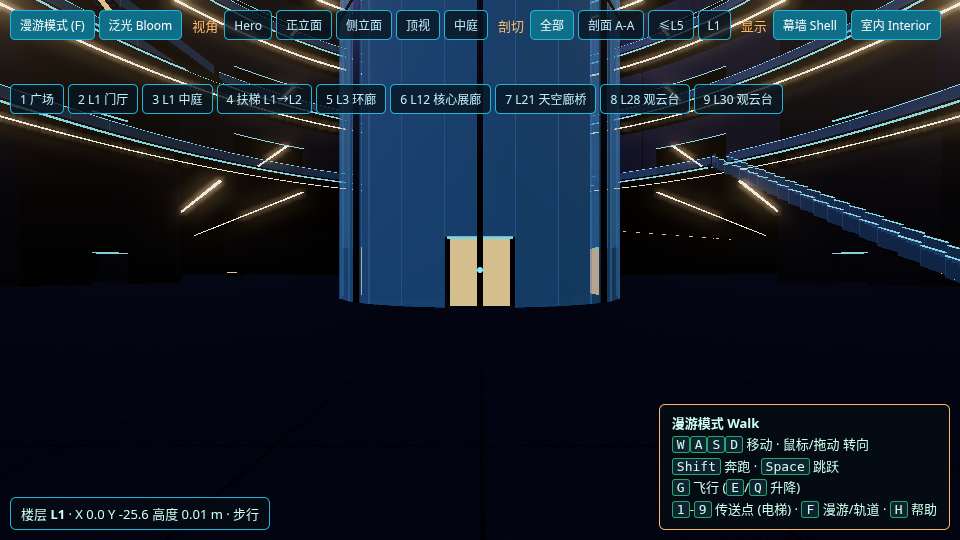 漫游模式 (F) 泛光 Bloom 视角 Hero 正立面 侧立面 顶视 中庭 剖切 全部 剖面 A-A ≤L5 L1 显示 幕墙 Shell 室内 Interior
1 广场 2 L1 门厅 3 L1 中庭 4 扶梯 L1→L2 5 L3 环廊 6 L12 核心展廊 7 L21 天空廊桥 8 L28 观云台 9 L30 观云台
漫游模式 Walk
W A S D 移动 · 鼠标/拖动 转向
Shift 奔跑 · Space 跳跃
G 飞行 (E/Q 升降)
1-9 传送点 (电梯) · F 漫游/轨道 · H 帮助
楼层 L1 · X 0.0 Y -25.6 高度 0.01 m · 步行